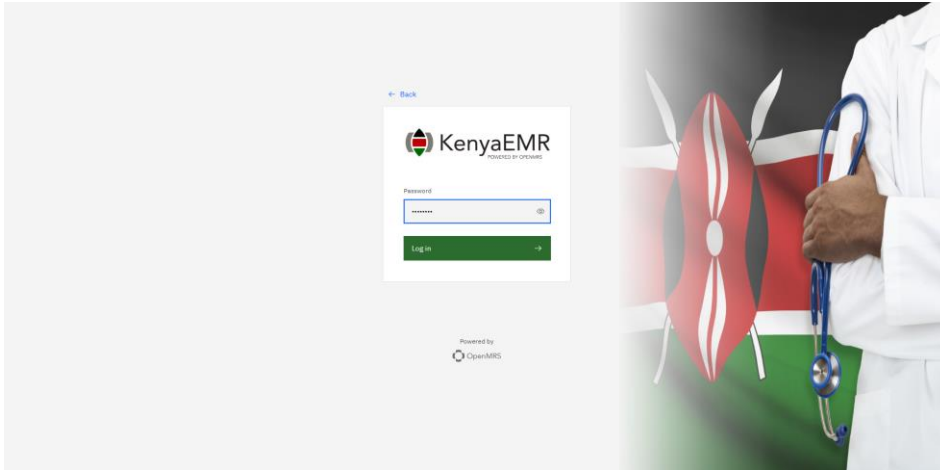 ← Back
KenyaEMR
POWERED BY OPENMRS
Password
••••••••
Log in →
Powered by
OpenMRS